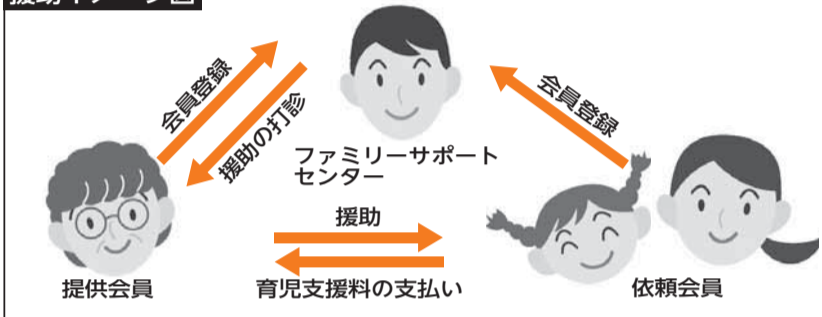 援助イメージ図
会員登録
援助の打診
会員登録
ファミリーサポート
センター
援助
提供会員
育児支援料の支払い
依頼会員